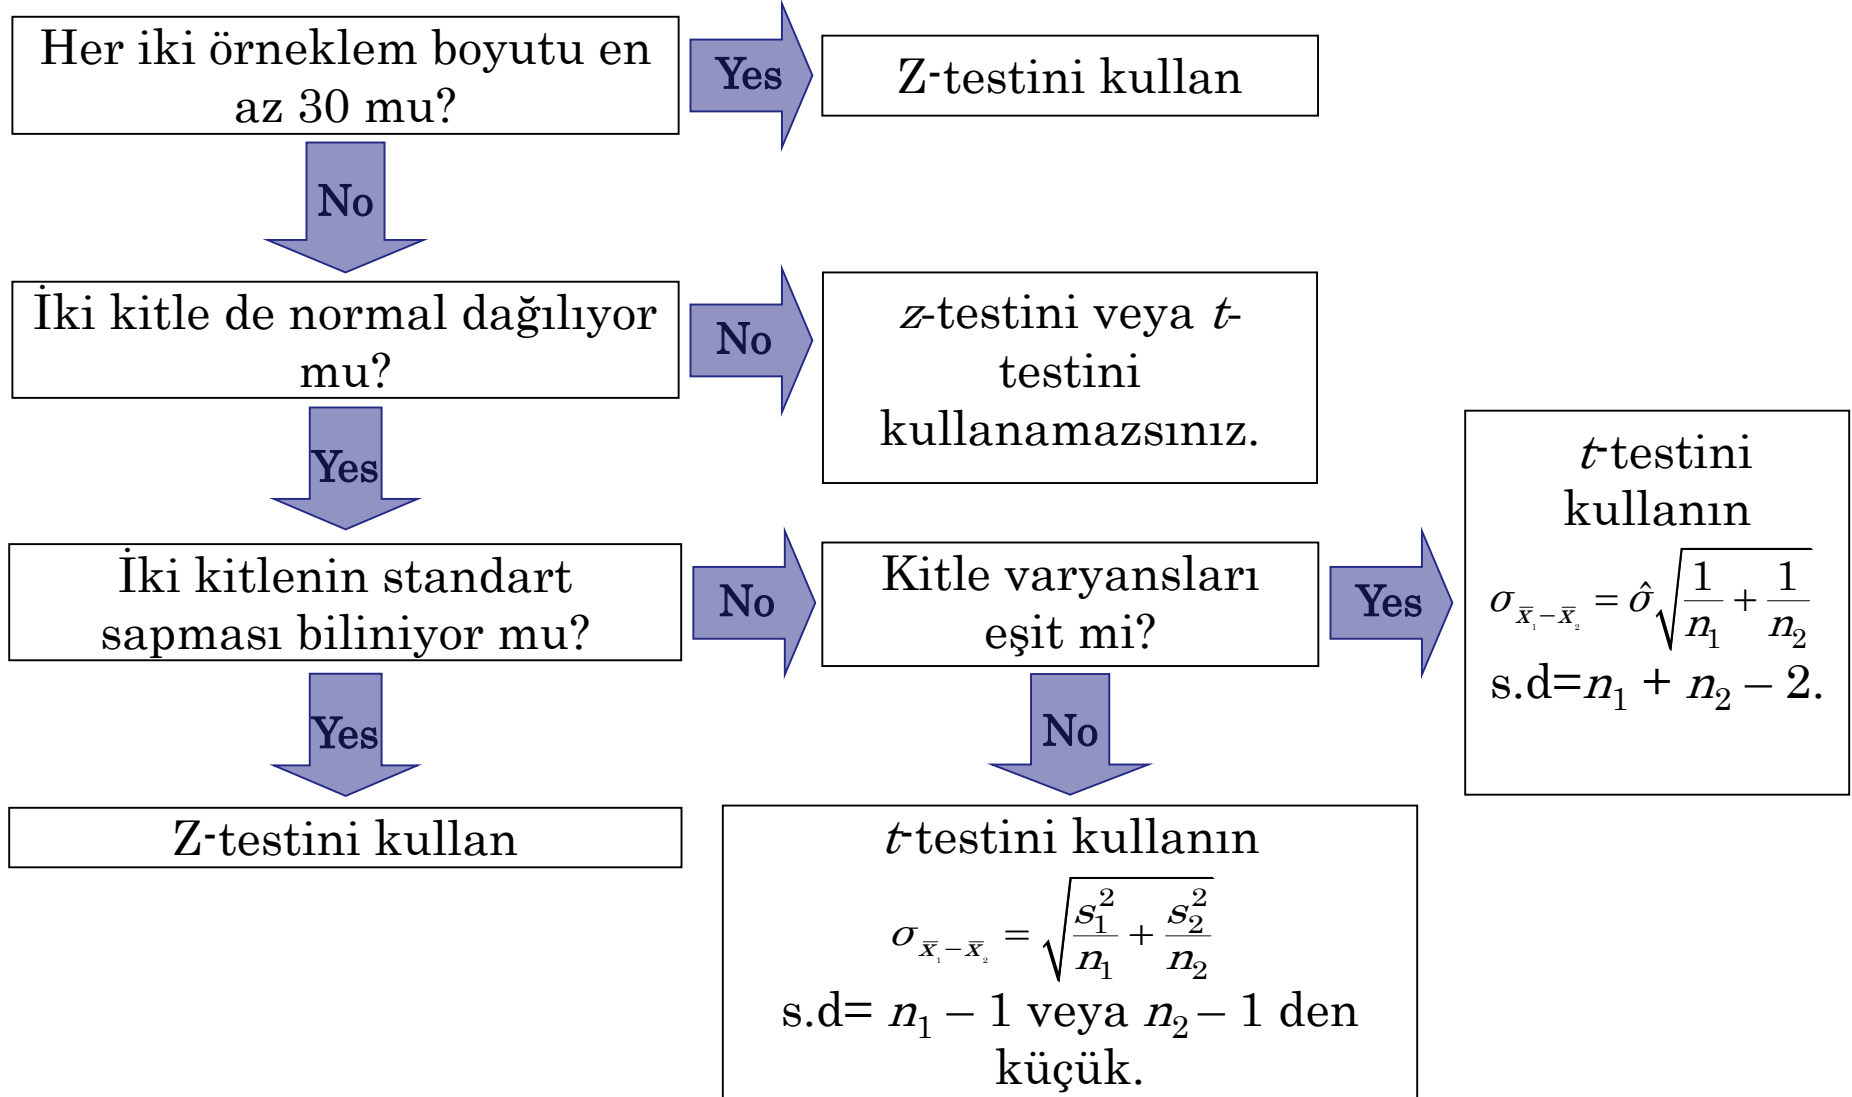 Her iki örneklem boyutu en
az 30 mu?
Yes
Z-testini kullan
No
İki kitle de normal dağılıyor
mu?
No
z-testini veya t-
testini
kullanamazsınız.
Yes
İki kitlenin standart
sapması biliniyor mu?
No
Kitle varyansları
eşit mi?
Yes
t-testini
kullanın
σ_{x̄₁−x̄₂} = σ̂√(1/n₁ + 1/n₂)
s.d=n₁ + n₂ – 2.
Yes
Z-testini kullan
No
t-testini kullanın
σ_{x̄₁−x̄₂} = √(s₁²/n₁ + s₂²/n₂)
s.d= n₁ – 1 veya n₂ – 1 den
küçük.